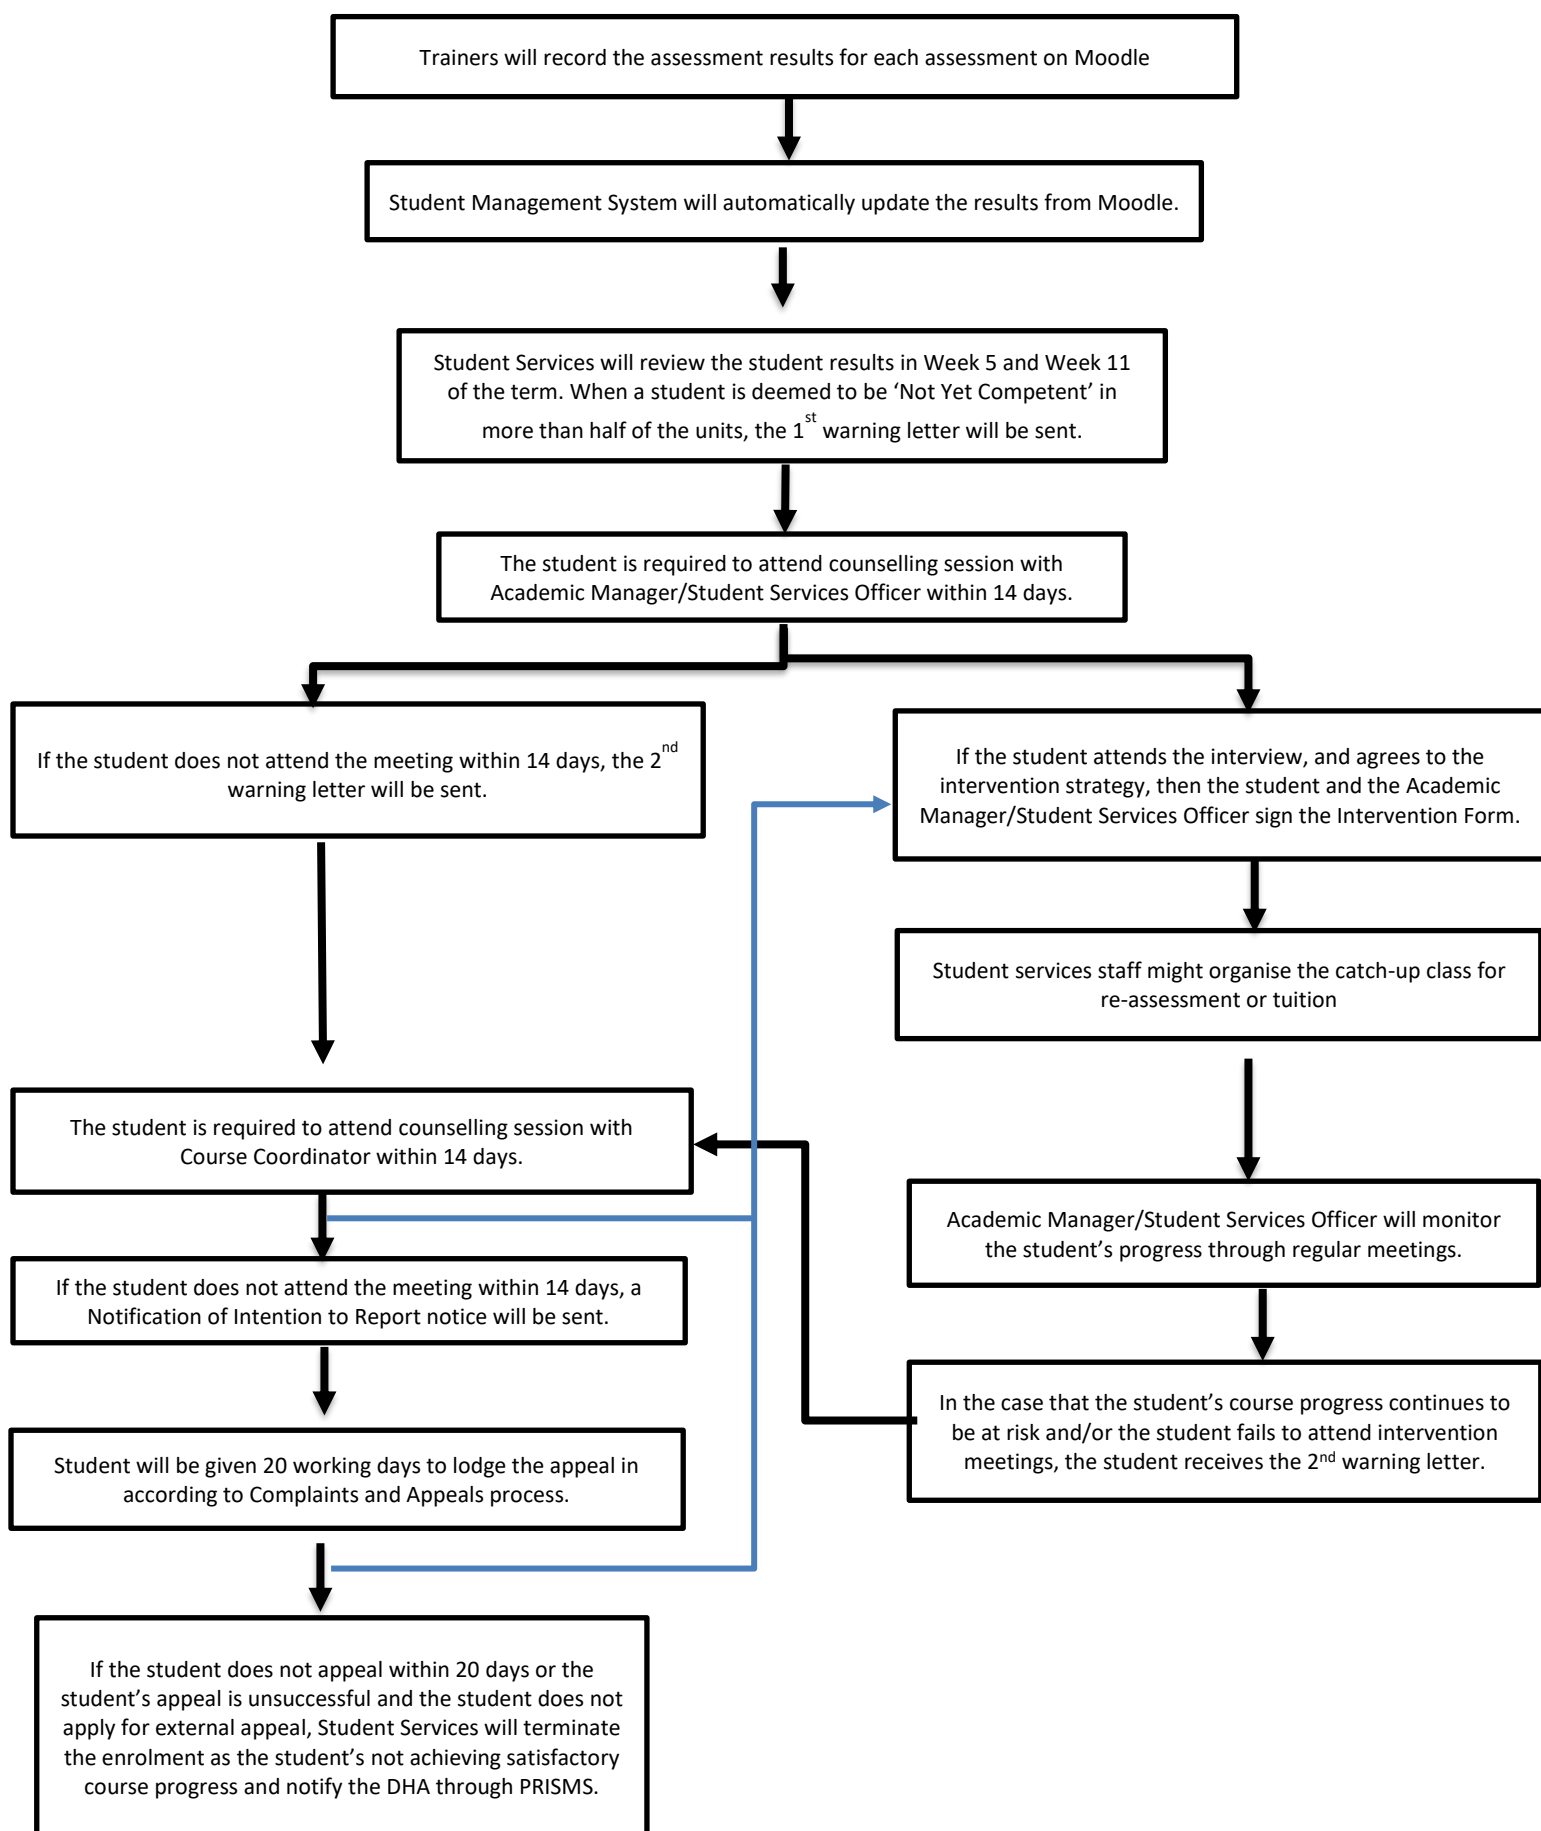 Trainers will record the assessment results for each assessment on Moodle
Student Management System will automatically update the results from Moodle.
Student Services will review the student results in Week 5 and Week 11
of the term. When a student is deemed to be ‘Not Yet Competent’ in
more than half of the units, the 1st warning letter will be sent.
The student is required to attend counselling session with
Academic Manager/Student Services Officer within 14 days.
If the student does not attend the meeting within 14 days, the 2nd
warning letter will be sent.
If the student attends the interview, and agrees to the
intervention strategy, then the student and the Academic
Manager/Student Services Officer sign the Intervention Form.
Student services staff might organise the catch-up class for
re-assessment or tuition
The student is required to attend counselling session with
Course Coordinator within 14 days.
Academic Manager/Student Services Officer will monitor
the student’s progress through regular meetings.
If the student does not attend the meeting within 14 days, a
Notification of Intention to Report notice will be sent.
In the case that the student’s course progress continues to
be at risk and/or the student fails to attend intervention
meetings, the student receives the 2nd warning letter.
Student will be given 20 working days to lodge the appeal in
according to Complaints and Appeals process.
If the student does not appeal within 20 days or the
student’s appeal is unsuccessful and the student does not
apply for external appeal, Student Services will terminate
the enrolment as the student’s not achieving satisfactory
course progress and notify the DHA through PRISMS.